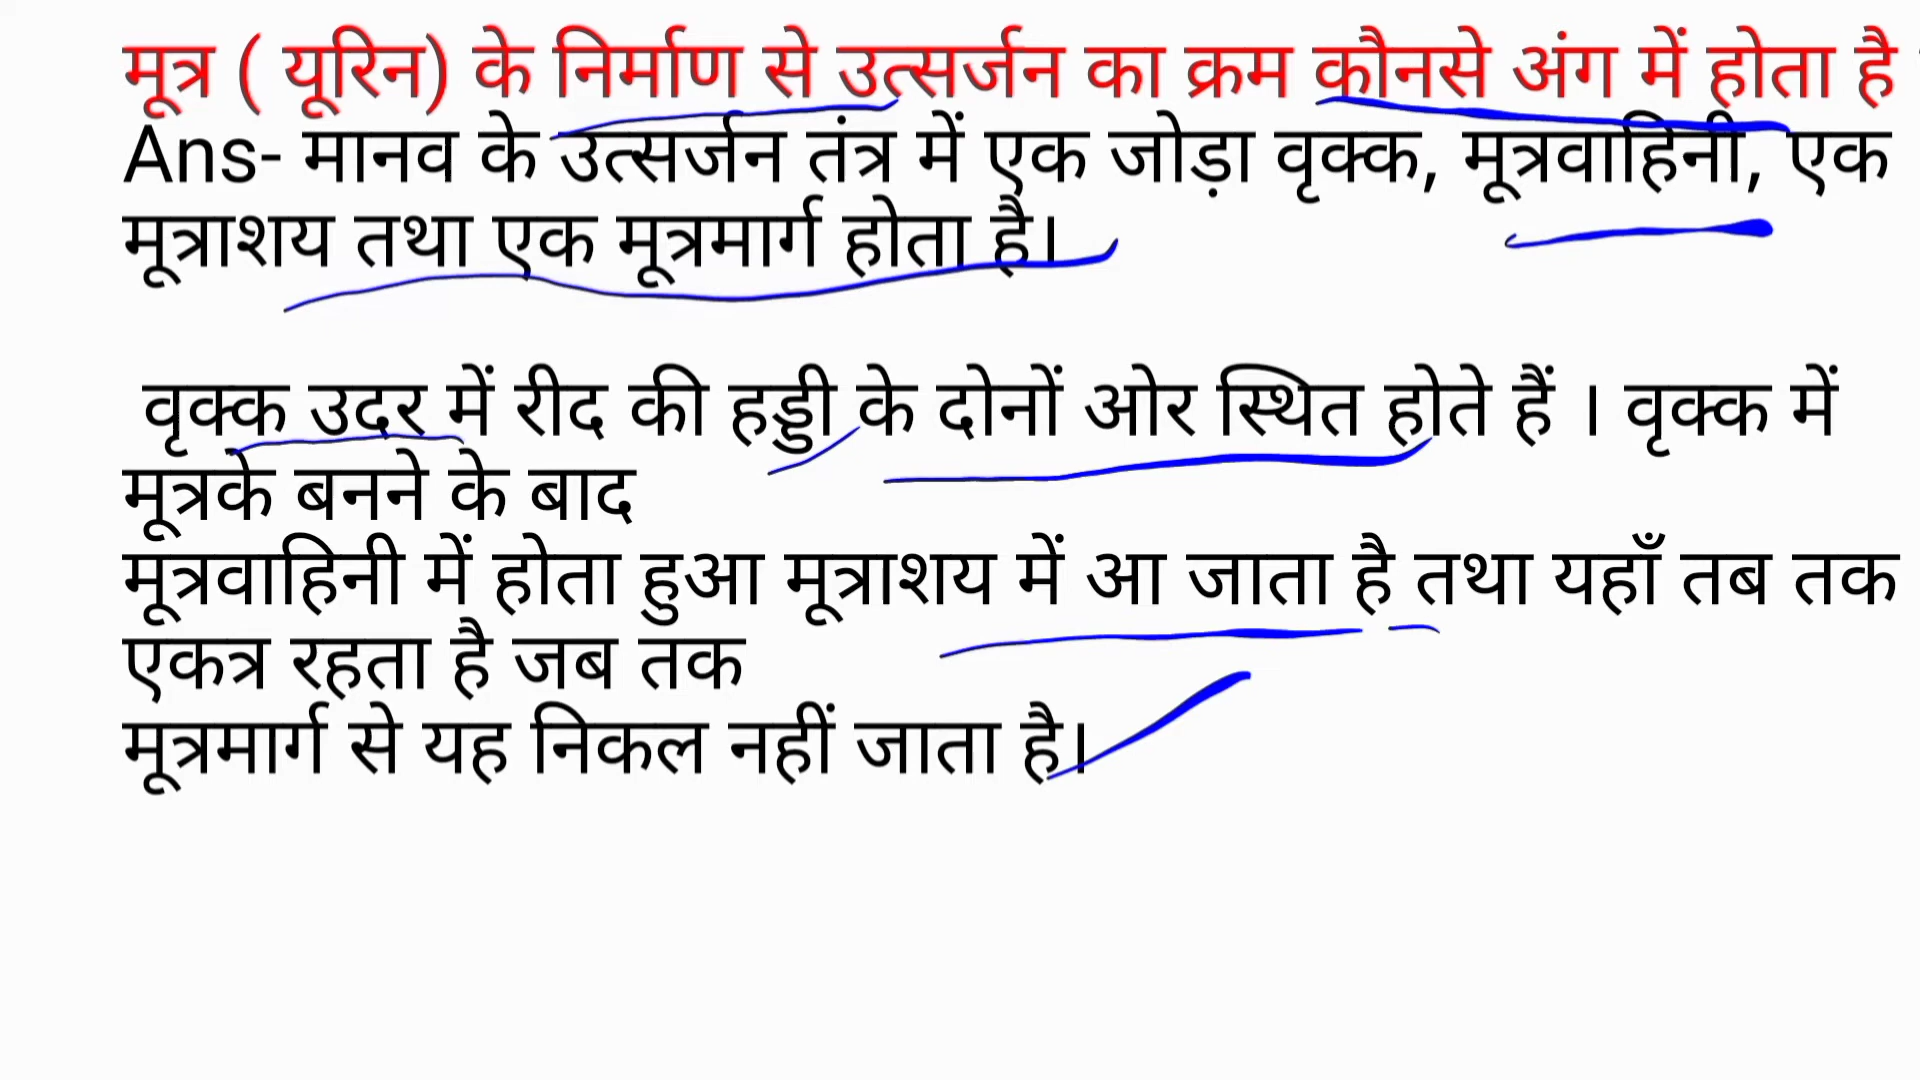 मूत्र ( यूरिन) के निर्माण से उत्सर्जन का क्रम कौनसे अंग में होता है
Ans- मानव के उत्सर्जन तंत्र में एक जोड़ा वृक्क, मूत्रवाहिनी, एक
मूत्राशय तथा एक मूत्रमार्ग होता है।
वृक्क उदर में रीद की हड्डी के दोनों ओर स्थित होते हैं । वृक्क में
मूत्रके बनने के बाद
मूत्रवाहिनी में होता हुआ मूत्राशय में आ जाता है तथा यहाँ तब तक
एकत्र रहता है जब तक
मूत्रमार्ग से यह निकल नहीं जाता है।